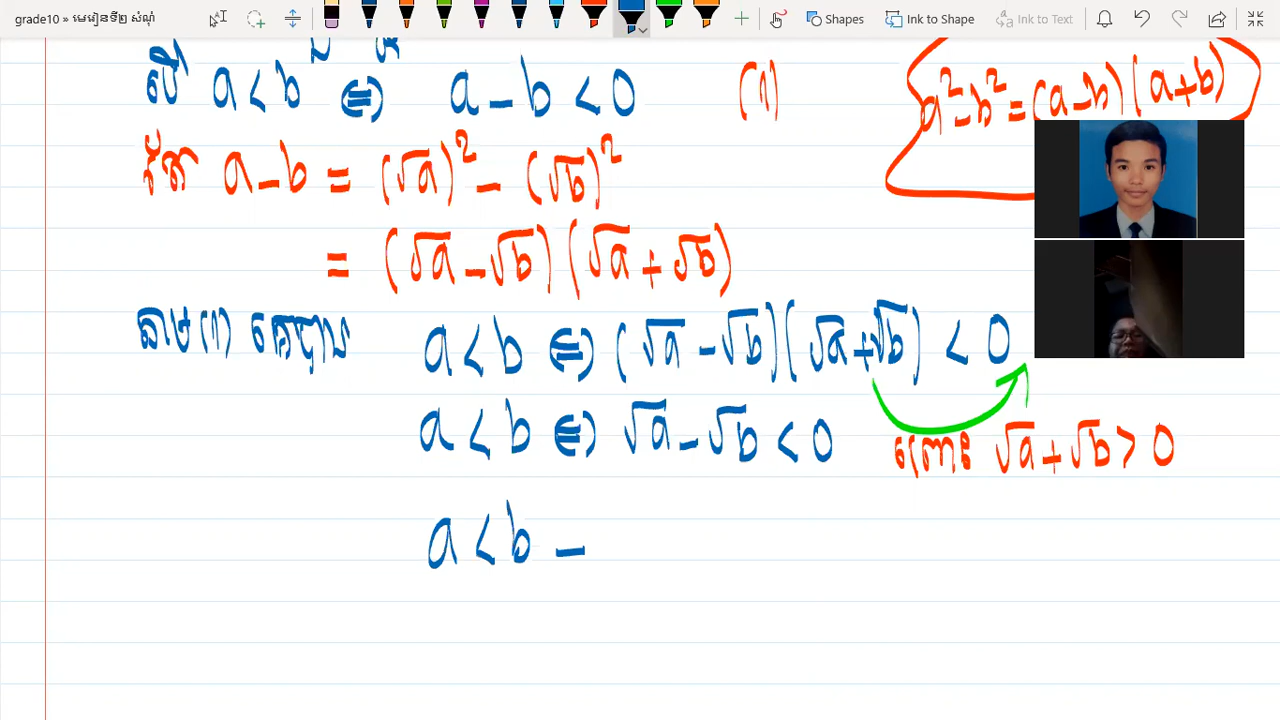 grade10 » មេរៀនទី២ សំណុំ
Shapes
Ink to Shape
Ink to Text
បើ a < b ⇔ a - b < 0 (1)
a² - b² = (a - b)(a + b)
តែ a - b = (√a)² - (√b)²
= (√a - √b)(√a + √b)
តាម (1) គេបាន a < b ⇔ (√a - √b)(√a + √b) < 0
a < b ⇔ √a - √b < 0 ព្រោះ √a + √b > 0
a < b -